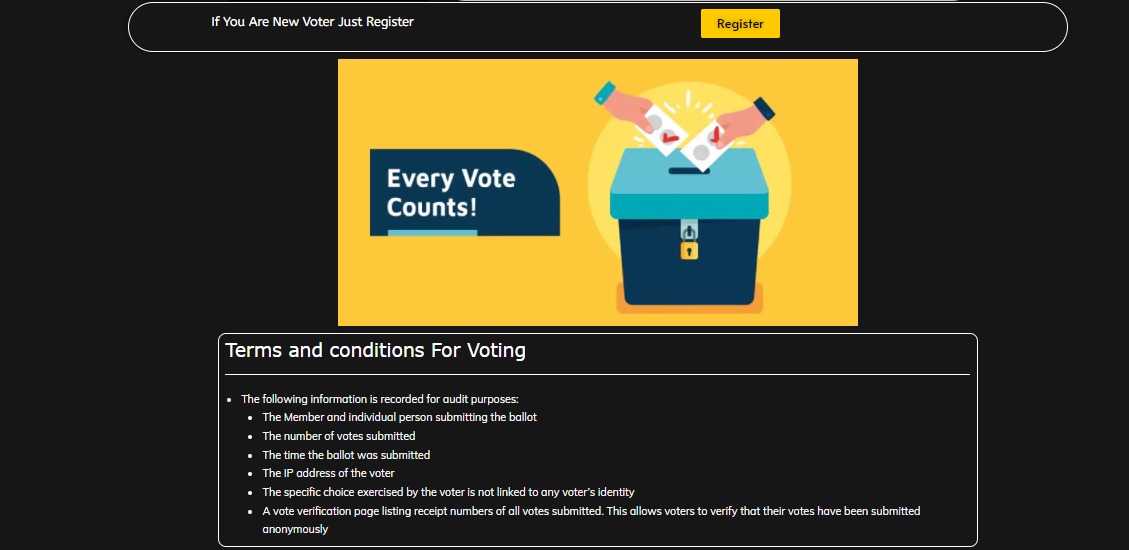 If You Are New Voter Just Register
Register
Every Vote
Counts!
Terms and conditions For Voting
The following information is recorded for audit purposes:
The Member and individual person submitting the ballot
The number of votes submitted
The time the ballot was submitted
The IP address of the voter
The specific choice exercised by the voter is not linked to any voter's identity
A vote verification page listing receipt numbers of all votes submitted. This allows voters to verify that their votes have been submitted
anonymously